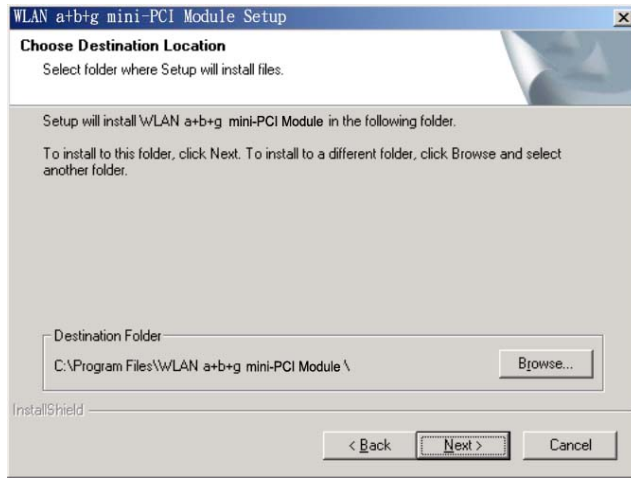 WLAN a+b+g mini-PCI Module Setup
Choose Destination Location
Select folder where Setup will install files.
Setup will install WLAN a+b+g mini-PCI Module in the following folder.
To install to this folder, click Next. To install to a different folder, click Browse and select
another folder.
Destination Folder
C:\Program Files\WLAN a+b+g mini-PCI Module \
Browse...
InstallShield
< Back
Next >
Cancel